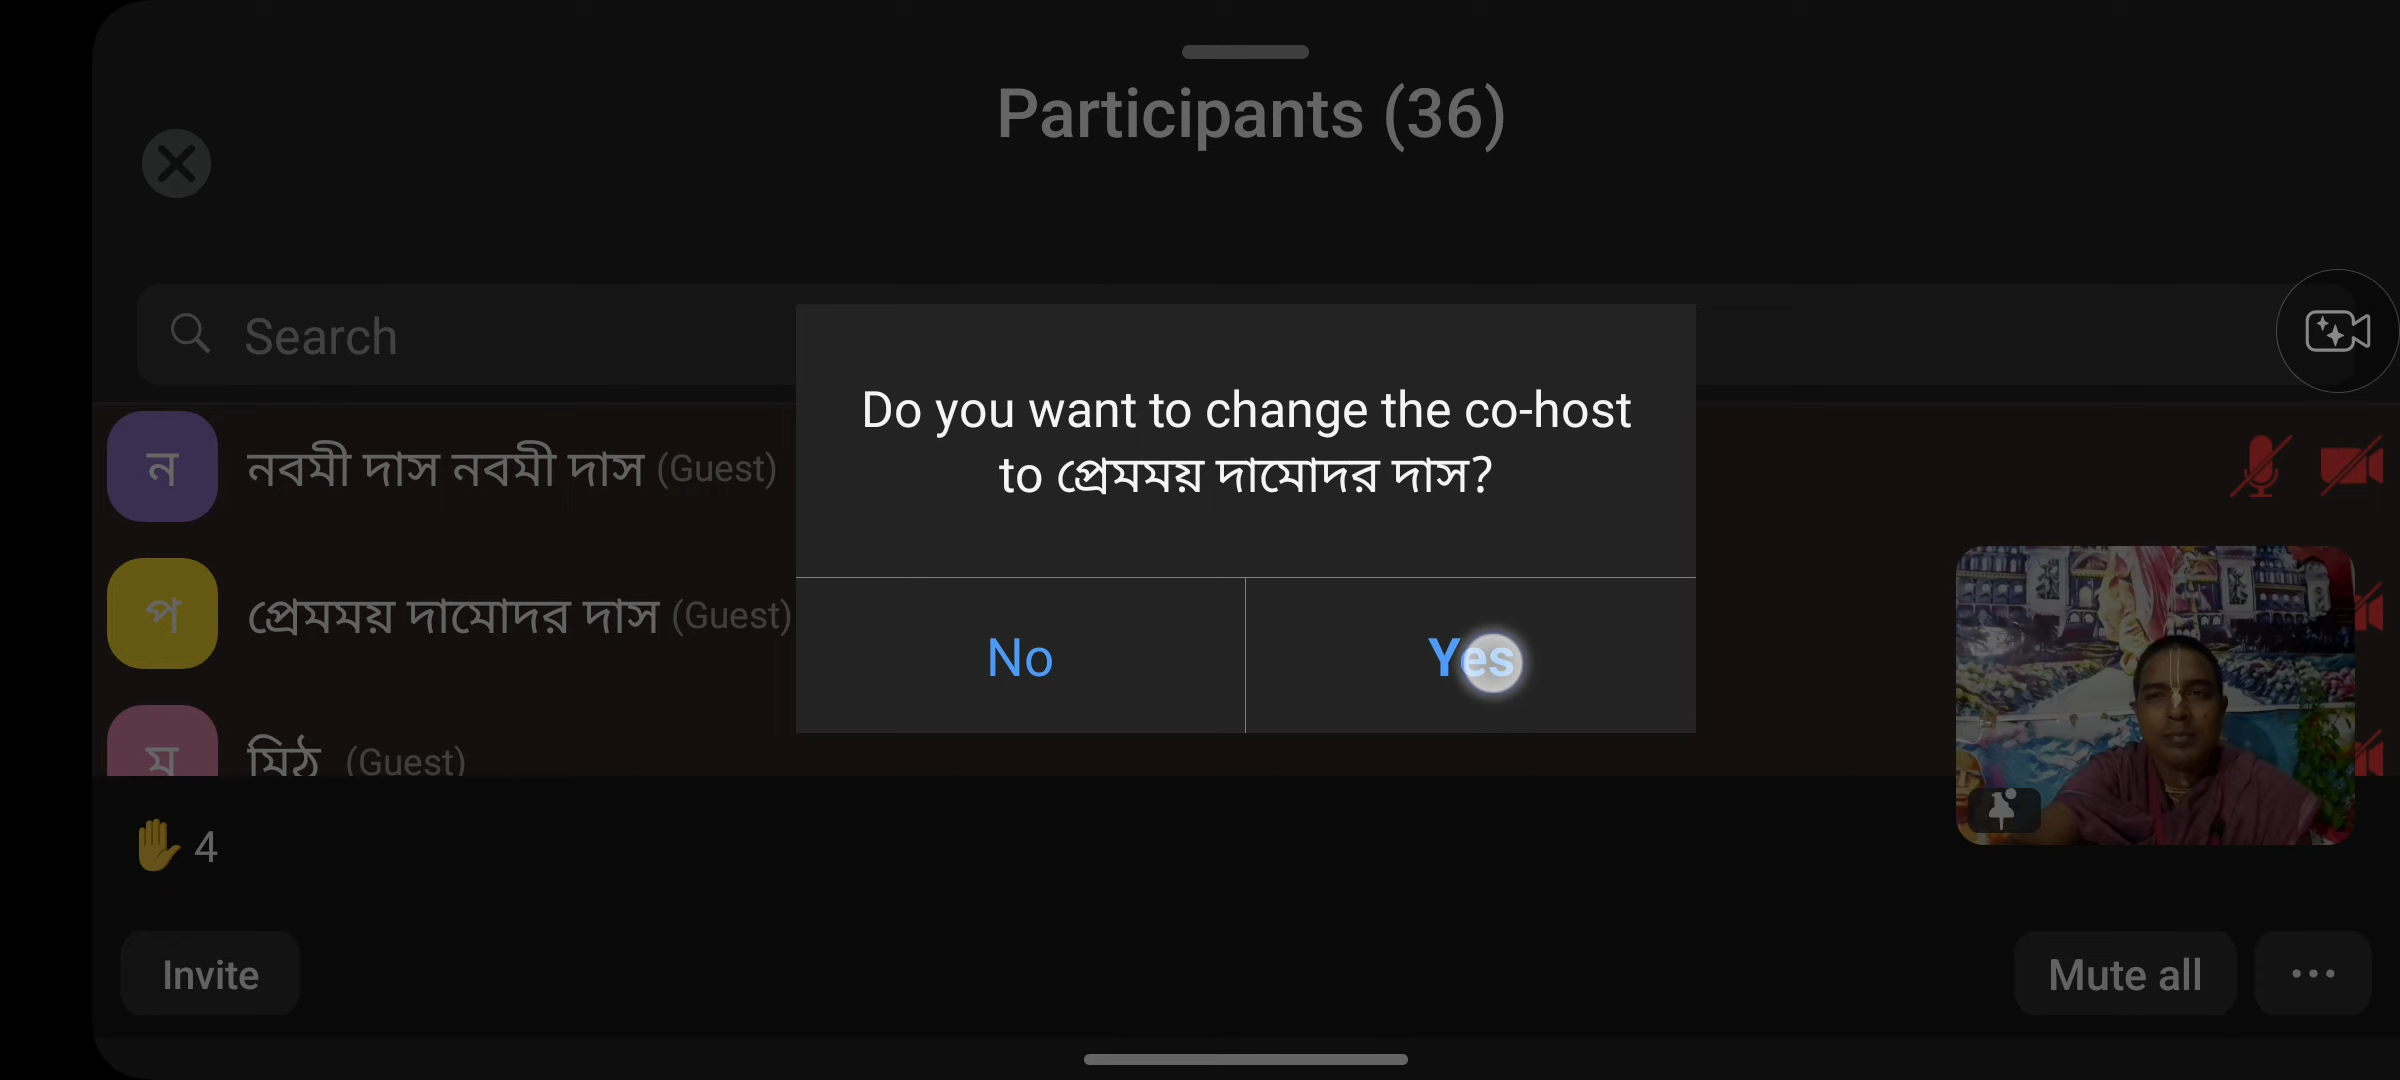 Participants (36)
Search
Do you want to change the co-host
to প্রেমময় দামোদর দাস?
No
Yes
ন
নবমী দাস নবমী দাস (Guest)
প
প্রেমময় দামোদর দাস (Guest)
ম
মিঠ (Guest)
4
Invite
Mute all